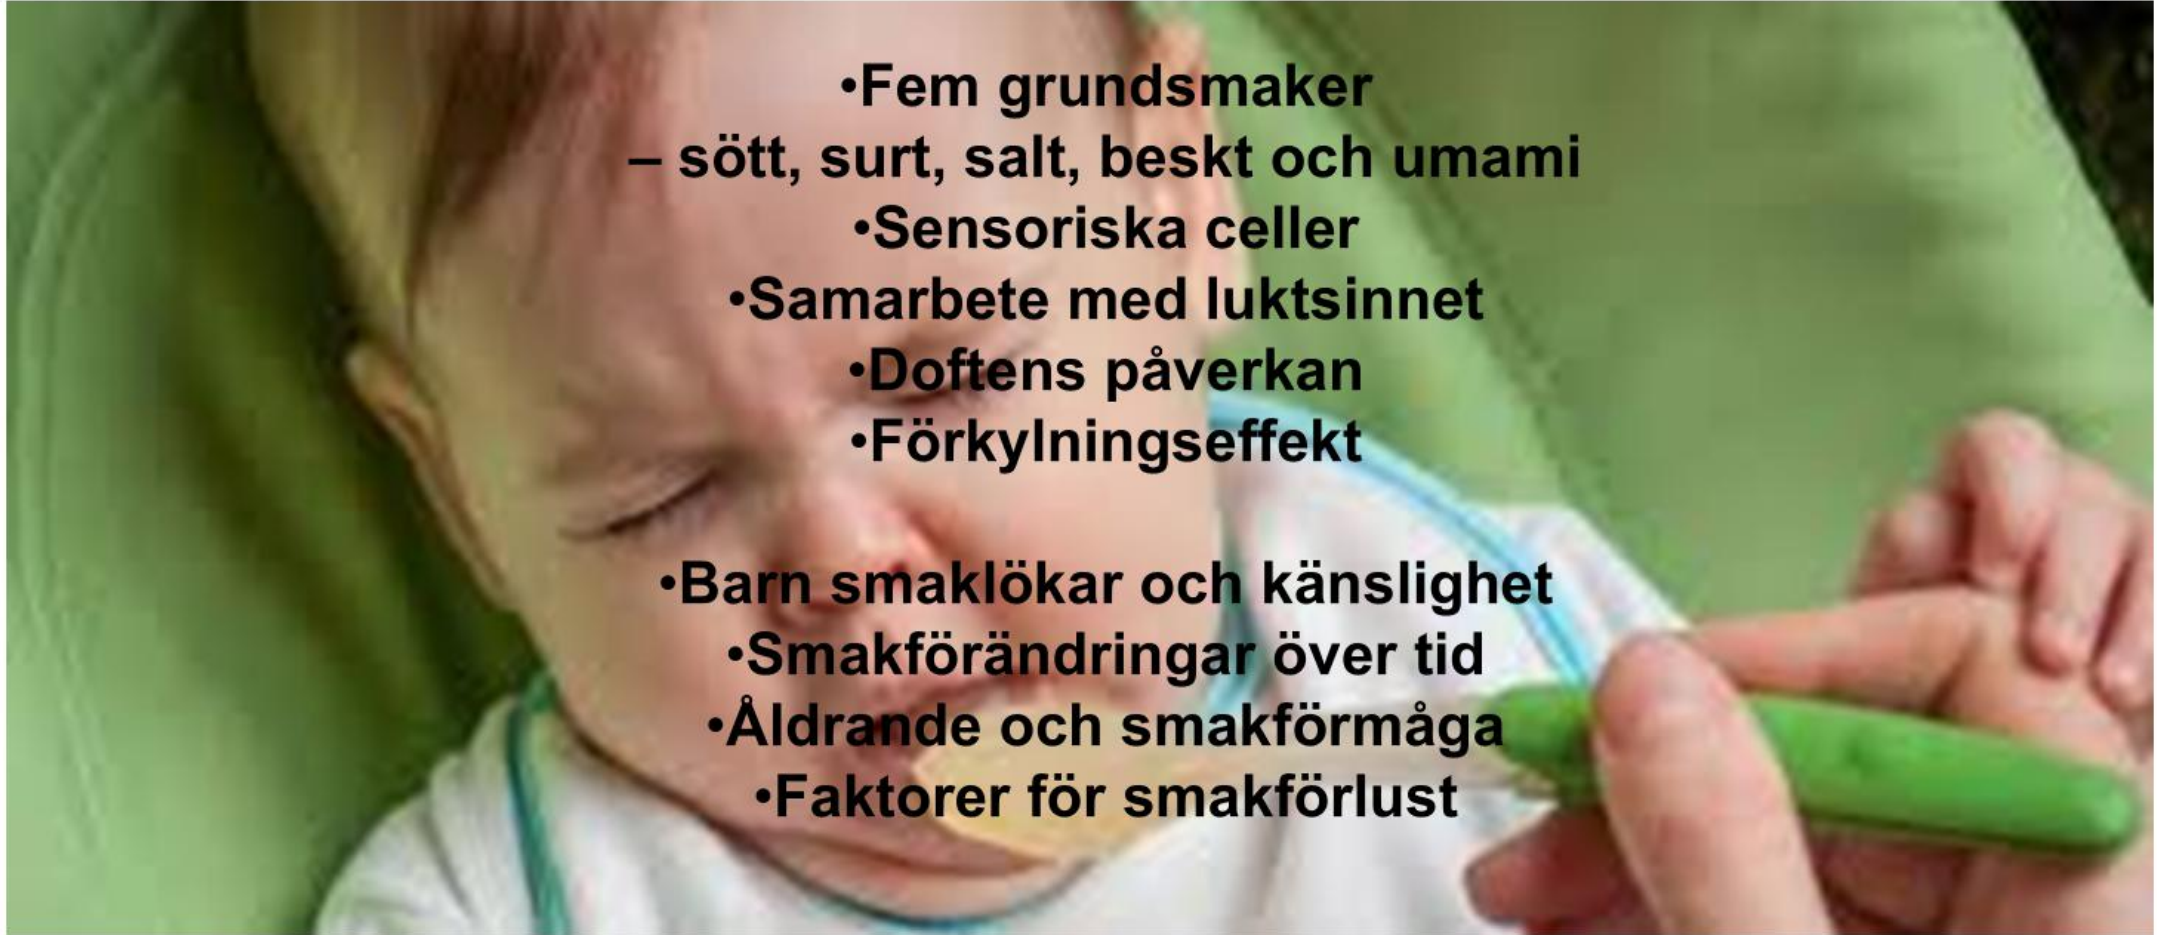 •Fem grundsmaker
– sött, surt, salt, beskt och umami
•Sensoriska celler
•Samarbete med luktsinnet
•Doftens påverkan
•Förkylningseffekt
•Barn smaklökar och känslighet
•Smakförändringar över tid
•Åldrande och smakförmåga
•Faktorer för smakförlust